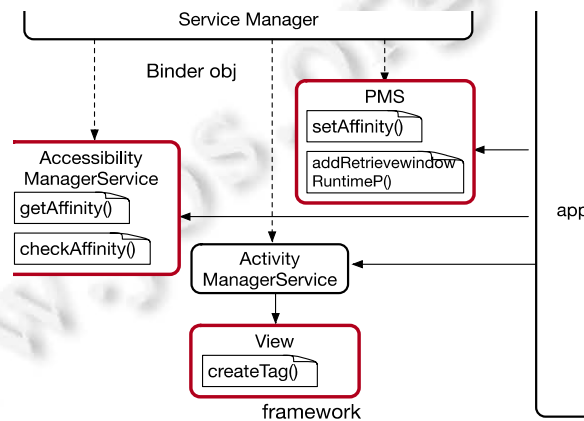 Service Manager
Binder obj
PMS
setAffinity()
addRetrievewindow
RuntimeP()
Accessibility
ManagerService
getAffinity()
checkAffinity()
app
Activity
ManagerService
View
createTag()
framework